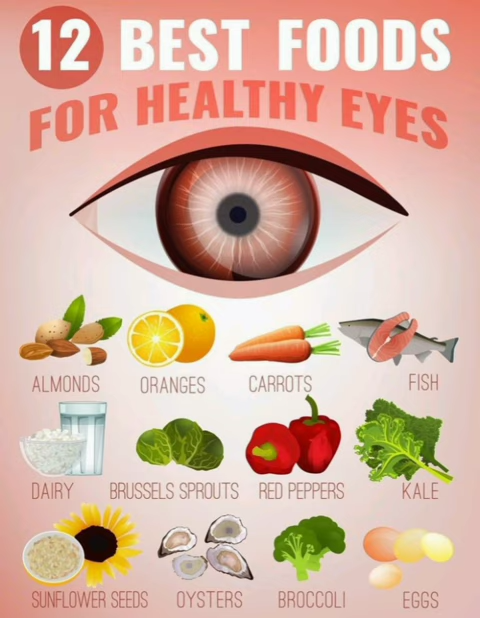 12 BEST FOODS
FOR HEALTHY EYES
ALMONDS ORANGES CARROTS FISH
DAIRY BRUSSELS SPROUTS RED PEPPERS KALE
SUNFLOWER SEEDS OYSTERS BROCCOLI EGGS